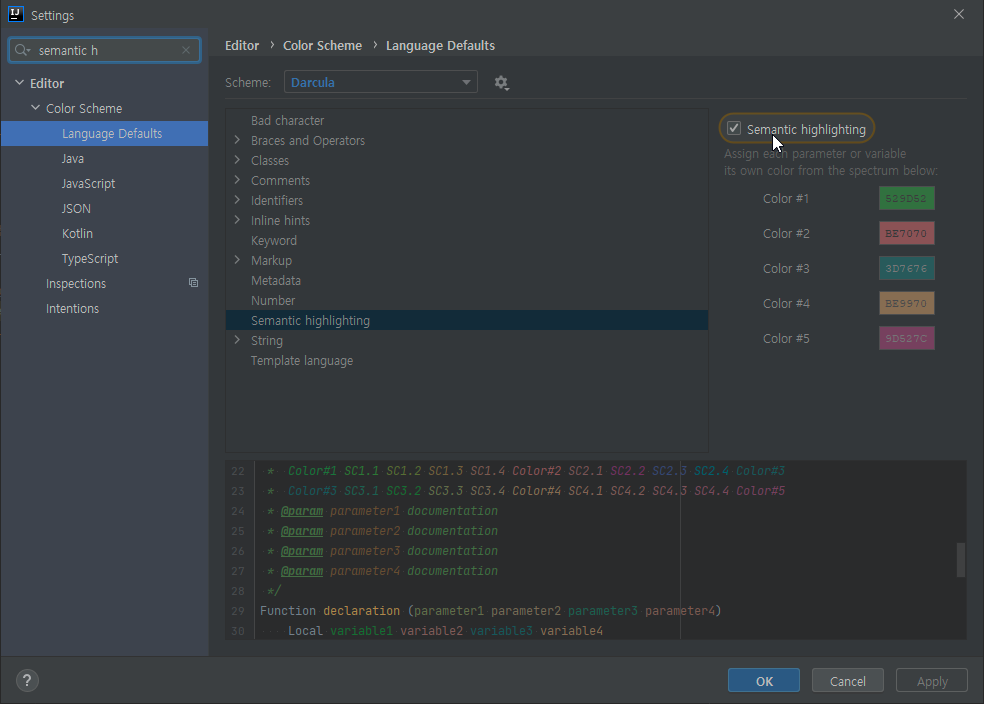 IJ Settings
semantic h
Editor
Color Scheme
Language Defaults
Java
JavaScript
JSON
Kotlin
TypeScript
Inspections
Intentions
Editor › Color Scheme › Language Defaults
Scheme: Darcula
Bad character
Braces and Operators
Classes
Comments
Identifiers
Inline hints
Keyword
Markup
Metadata
Number
Semantic highlighting
String
Template language
Semantic highlighting
Assign each parameter or variable
its own color from the spectrum below:
Color #1 529D52
Color #2 BE7070
Color #3 3D7676
Color #4 BE9970
Color #5 9D527C
22 * Color#1 SC1.1 SC1.2 SC1.3 SC1.4 Color#2 SC2.1 SC2.2 SC2.3 SC2.4 Color#3
23 * Color#3 SC3.1 SC3.2 SC3.3 SC3.4 Color#4 SC4.1 SC4.2 SC4.3 SC4.4 Color#5
24 * @param parameter1 documentation
25 * @param parameter2 documentation
26 * @param parameter3 documentation
27 * @param parameter4 documentation
28 */
29 Function declaration (parameter1 parameter2 parameter3 parameter4)
30 Local variable1 variable2 variable3 variable4
? OK Cancel Apply